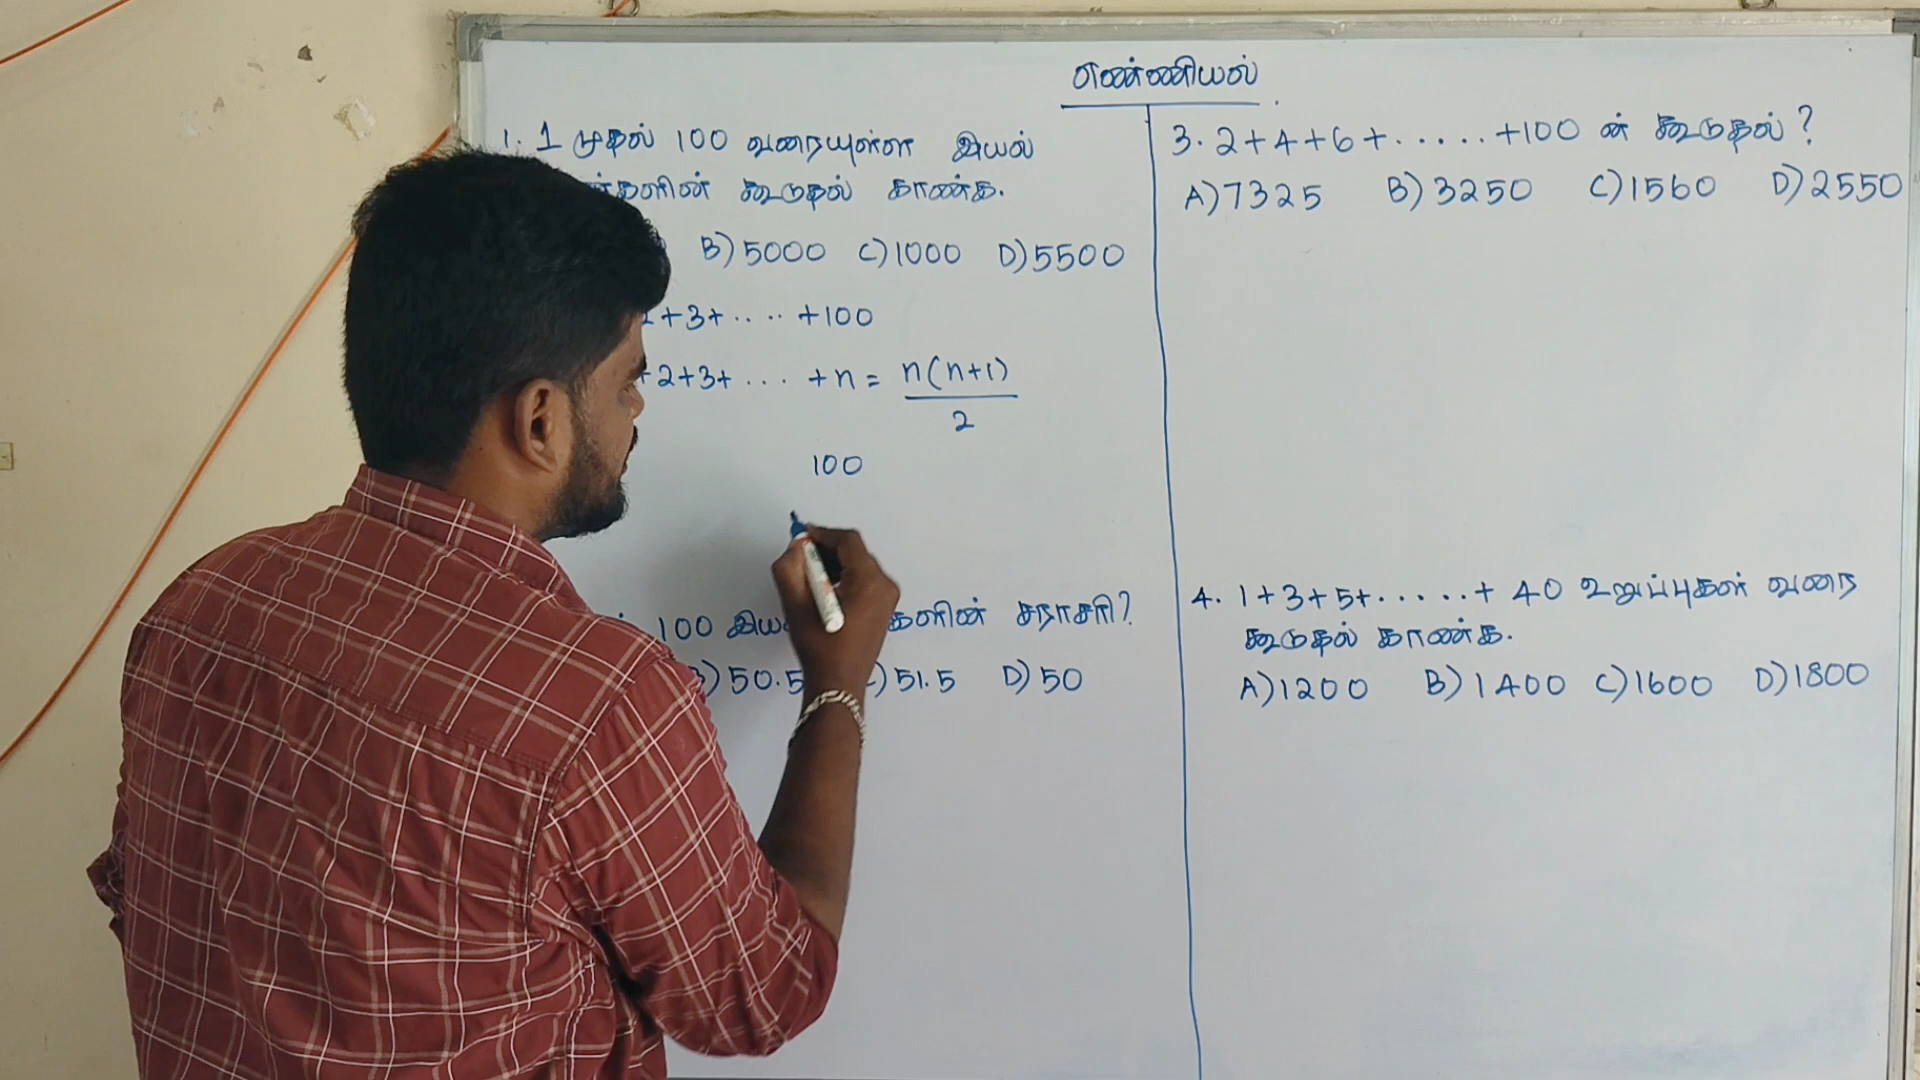 எண்ணியல்
1. 1 முதல் 100 வரையுள்ள இயல்
களின் கூடுதல் காண்க.
B) 5000 C) 1000 D) 5500
+3+ ..... +100
+2+3+ ... +n = n(n+1)
2
100
100 களின் சராசரி?
50.5 51.5 D) 50
3. 2+4+6+.....+100 ன் கூடுதல்?
A) 7325 B) 3250 C) 1560 D) 2550
4. 1+3+5+.....+ 40 உறுப்புகள் வரை
கூடுதல் காண்க.
A) 1200 B) 1400 C) 1600 D) 1800